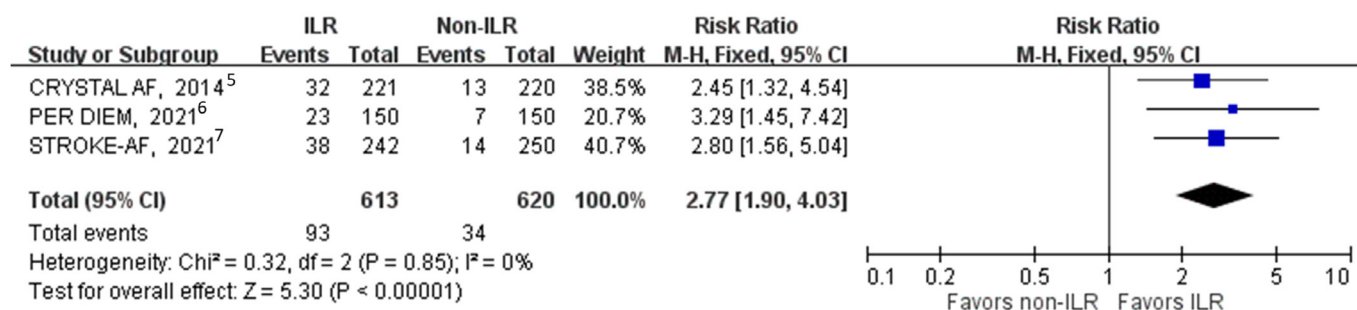 ILR Non-ILR Risk Ratio Risk Ratio
Study or Subgroup Events Total Events Total Weight M-H, Fixed, 95% CI M-H, Fixed, 95% CI
CRYSTAL AF, 2014⁵ 32 221 13 220 38.5% 2.45 [1.32, 4.54]
PER DIEM, 2021⁶ 23 150 7 150 20.7% 3.29 [1.45, 7.42]
STROKE-AF, 2021⁷ 38 242 14 250 40.7% 2.80 [1.56, 5.04]
Total (95% CI) 613 620 100.0% 2.77 [1.90, 4.03]
Total events 93 34
Heterogeneity: Chi² = 0.32, df = 2 (P = 0.85); I² = 0%
Test for overall effect: Z = 5.30 (P < 0.00001)
0.1 0.2 0.5 1 2 5 10
Favors non-ILR Favors ILR